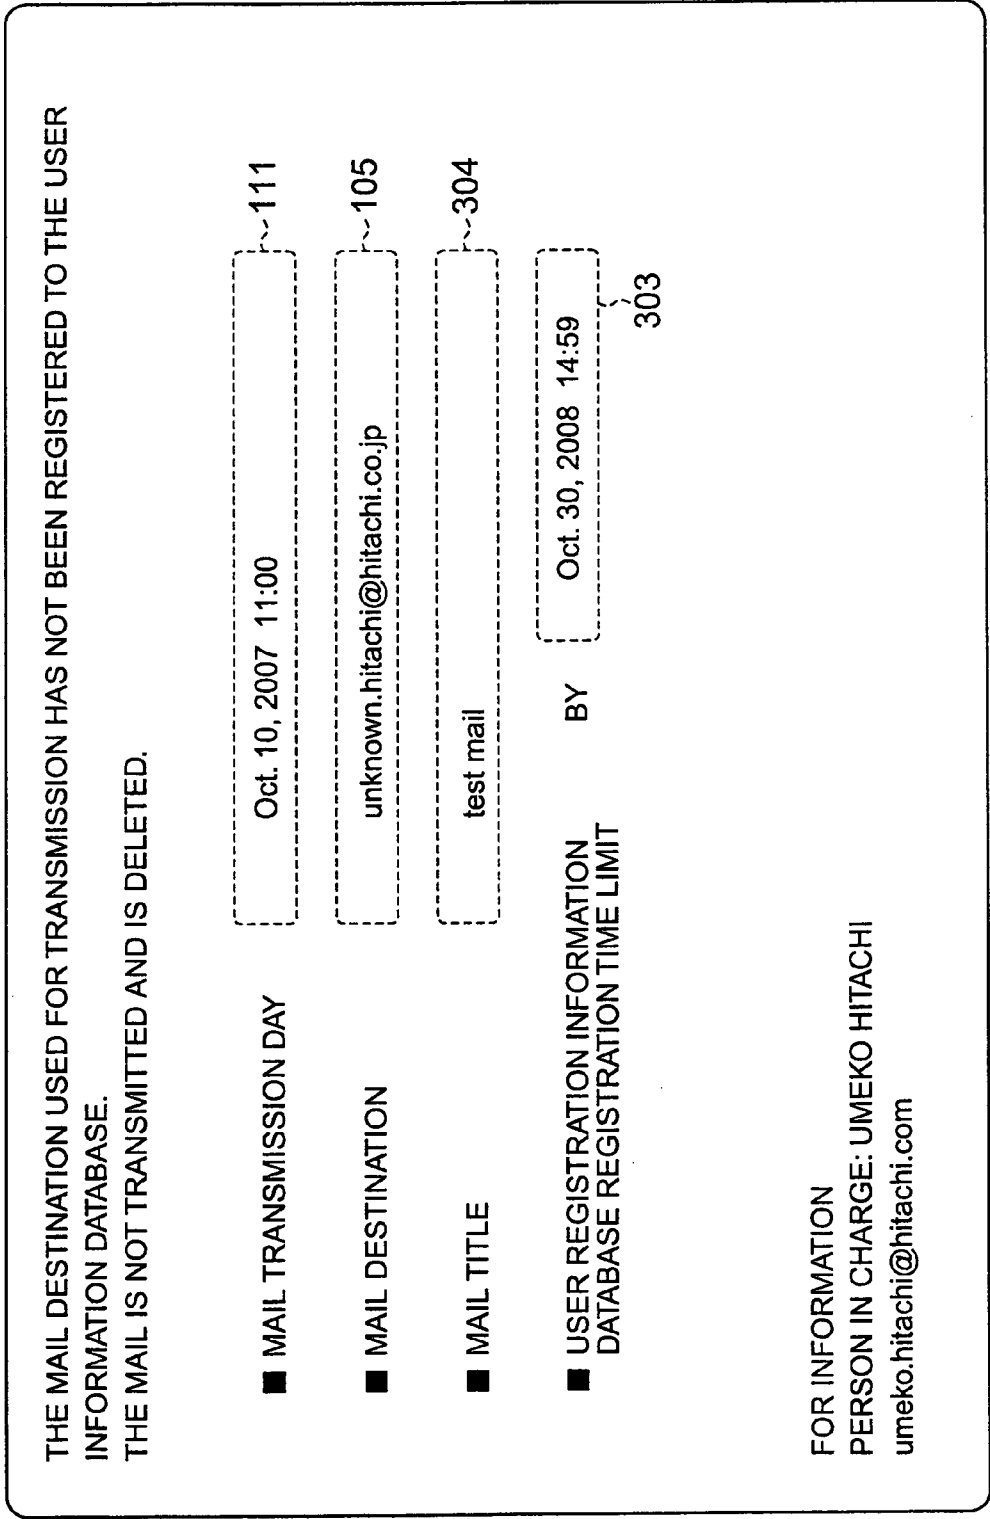 THE MAIL DESTINATION USED FOR TRANSMISSION HAS NOT BEEN REGISTERED TO THE USER
INFORMATION DATABASE.
THE MAIL IS NOT TRANSMITTED AND IS DELETED.
■ MAIL TRANSMISSION DAY Oct. 10, 2007 11:00 111
■ MAIL DESTINATION unknown.hitachi@hitachi.co.jp 105
■ MAIL TITLE test mail 304
■ USER REGISTRATION INFORMATION
DATABASE REGISTRATION TIME LIMIT BY Oct. 30, 2008 14:59
303
FOR INFORMATION
PERSON IN CHARGE: UMEKO HITACHI
umeko.hitachi@hitachi.com